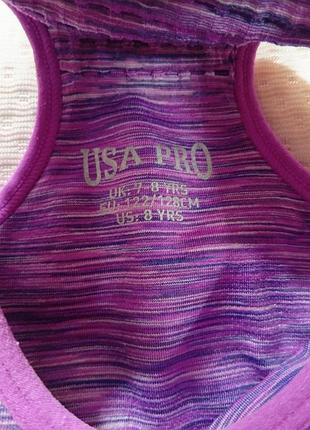 USA PRO
UK: 7-8 YRS
EU: 122/128CM
US: 8 YRS